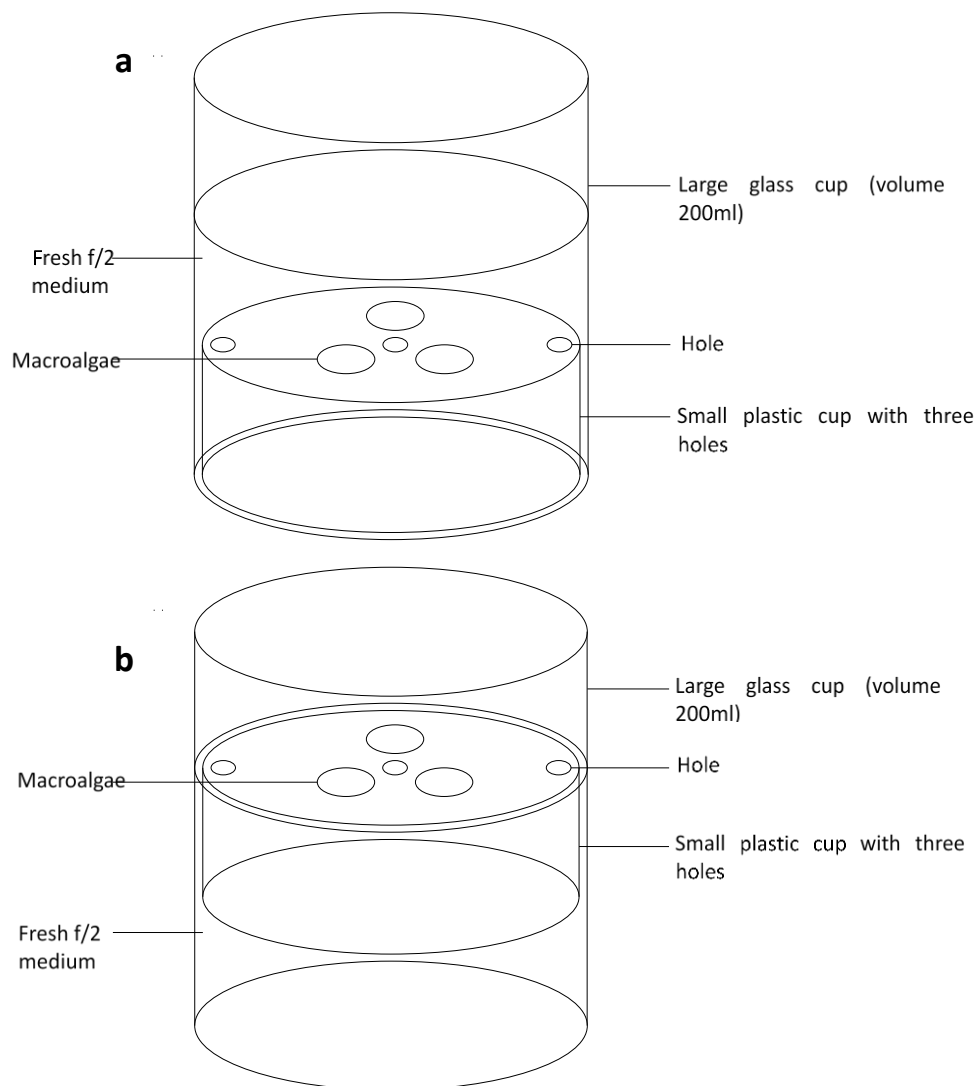 a
Large glass cup (volume
200ml)
Fresh f/2
medium
Macroalgae
Hole
Small plastic cup with three
holes
b
Large glass cup (volume
200ml)
Macroalgae
Hole
Small plastic cup with three
holes
Fresh f/2
medium